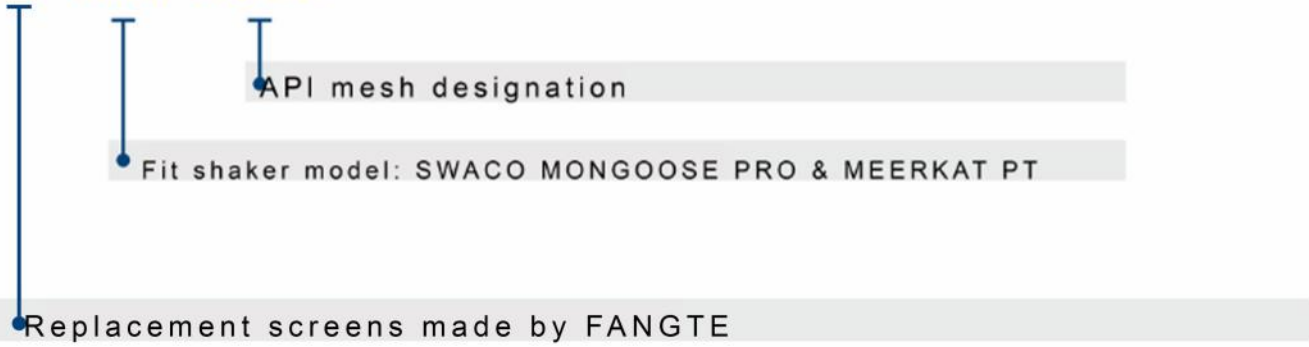 API mesh designation
Fit shaker model: SWACO MONGOOSE PRO & MEERKAT PT
Replacement screens made by FANGTE